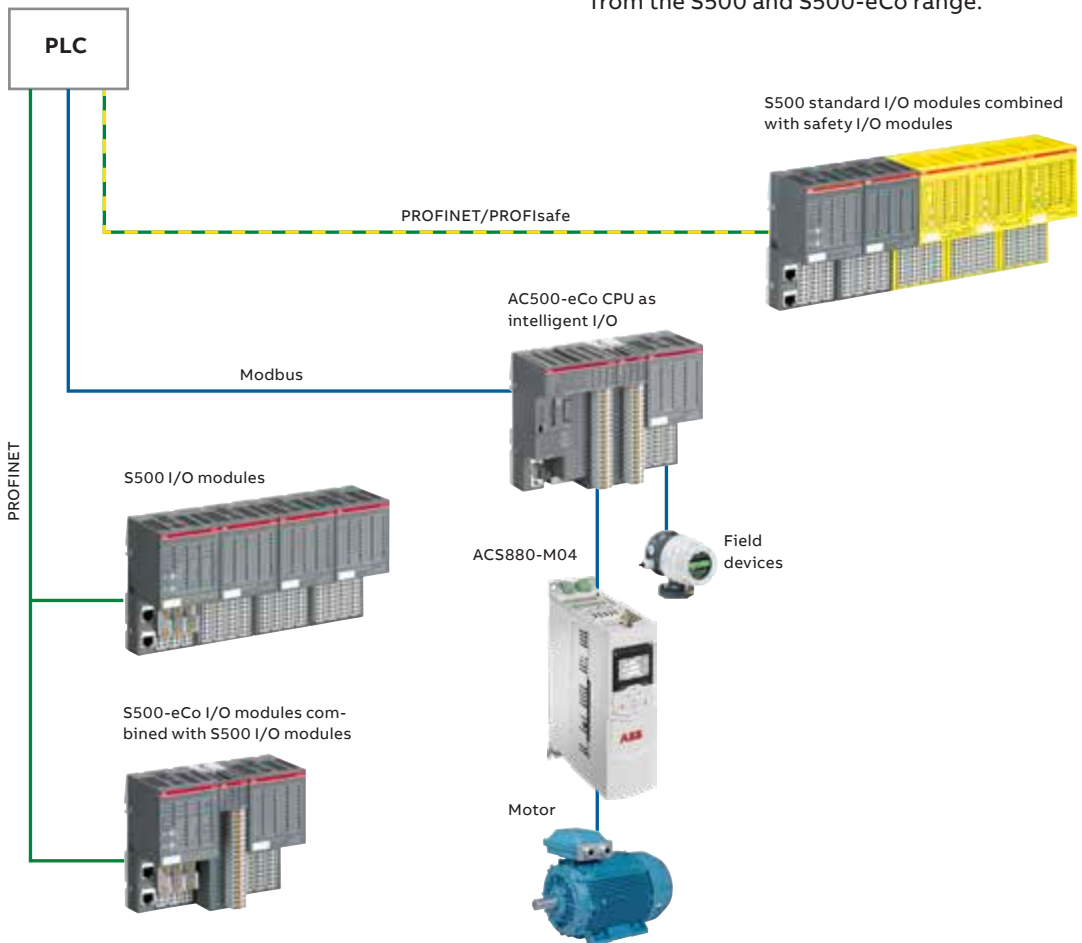 from the S500 and S500-eCo range.
PLC
S500 standard I/O modules combined
with safety I/O modules
PROFINET/PROFIsafe
AC500-eCo CPU as
intelligent I/O
Modbus
PROFINET
S500 I/O modules
ACS880-M04
Field
devices
S500-eCo I/O modules com-
bined with S500 I/O modules
ABB
Motor